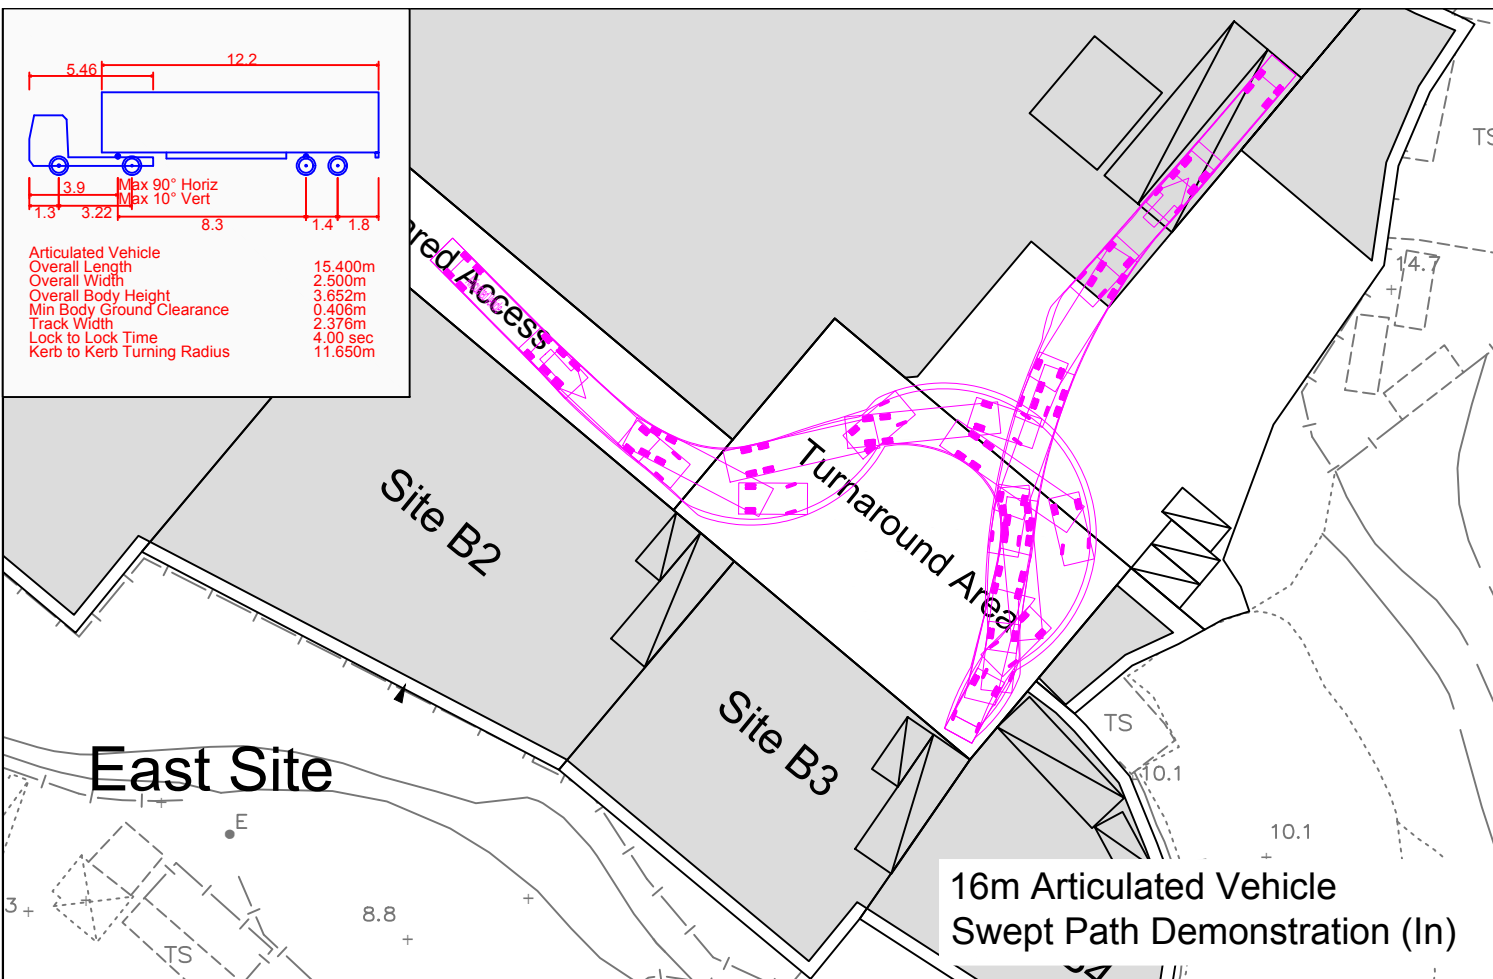 5.46
12.2
3.9
Max 90° Horiz
Max 10° Vert
1.3
3.22
8.3
1.4
1.8
Articulated Vehicle
Overall Length 15.400m
Overall Width 2.500m
Overall Body Height 3.652m
Min Body Ground Clearance 0.406m
Track Width 2.376m
Lock to Lock Time 4.00 sec
Kerb to Kerb Turning Radius 11.650m
Access
TS
14.7
Site B2
Turnaround Area
Site B3
TS
10.1
East Site
E
10.1
3
8.8
TS
16m Articulated Vehicle
Swept Path Demonstration (In)